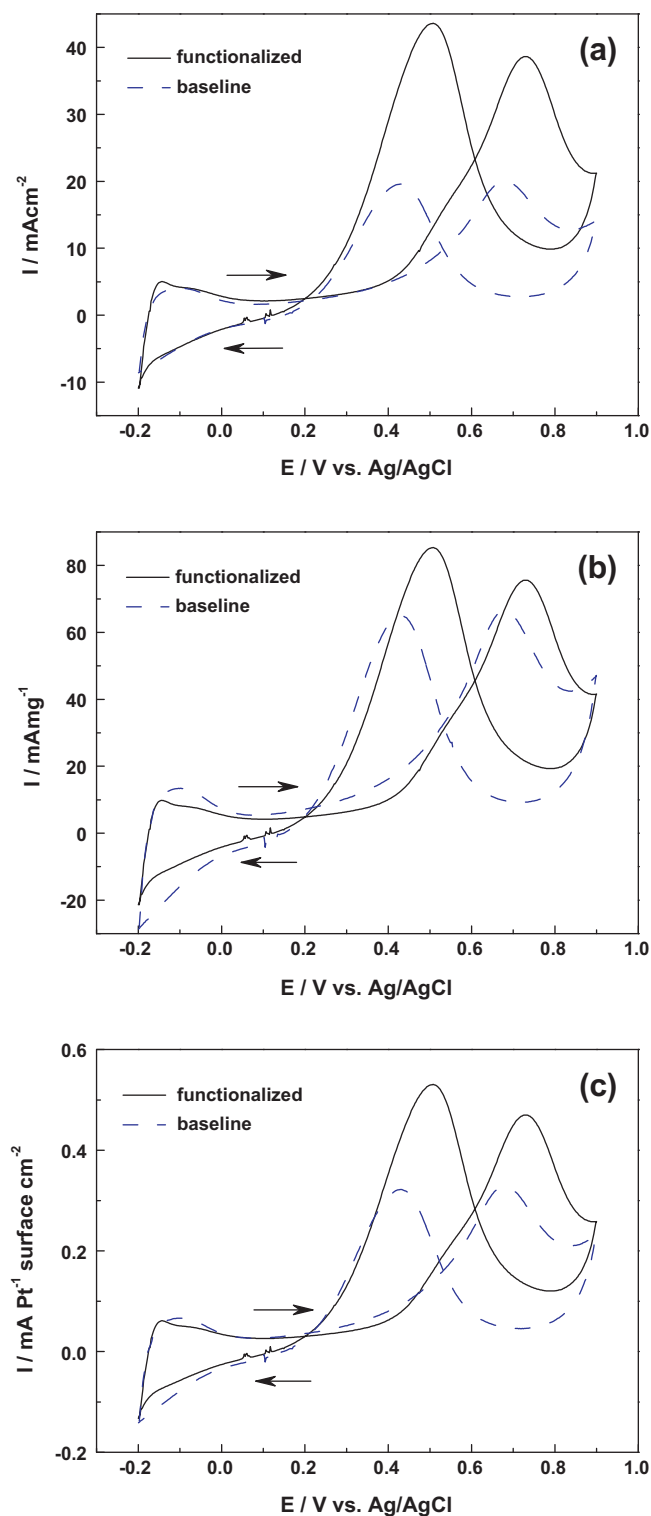 (a)
functionalized
baseline
40
30
20
10
0
-10
I / mAcm⁻²
-0.2 0.0 0.2 0.4 0.6 0.8 1.0
E / V vs. Ag/AgCl
(b)
functionalized
baseline
80
60
40
20
0
-20
I / mAmg⁻¹
-0.2 0.0 0.2 0.4 0.6 0.8 1.0
E / V vs. Ag/AgCl
(c)
functionalized
baseline
0.6
0.4
0.2
0.0
-0.2
I / mA Pt⁻¹ surface cm⁻²
-0.2 0.0 0.2 0.4 0.6 0.8 1.0
E / V vs. Ag/AgCl